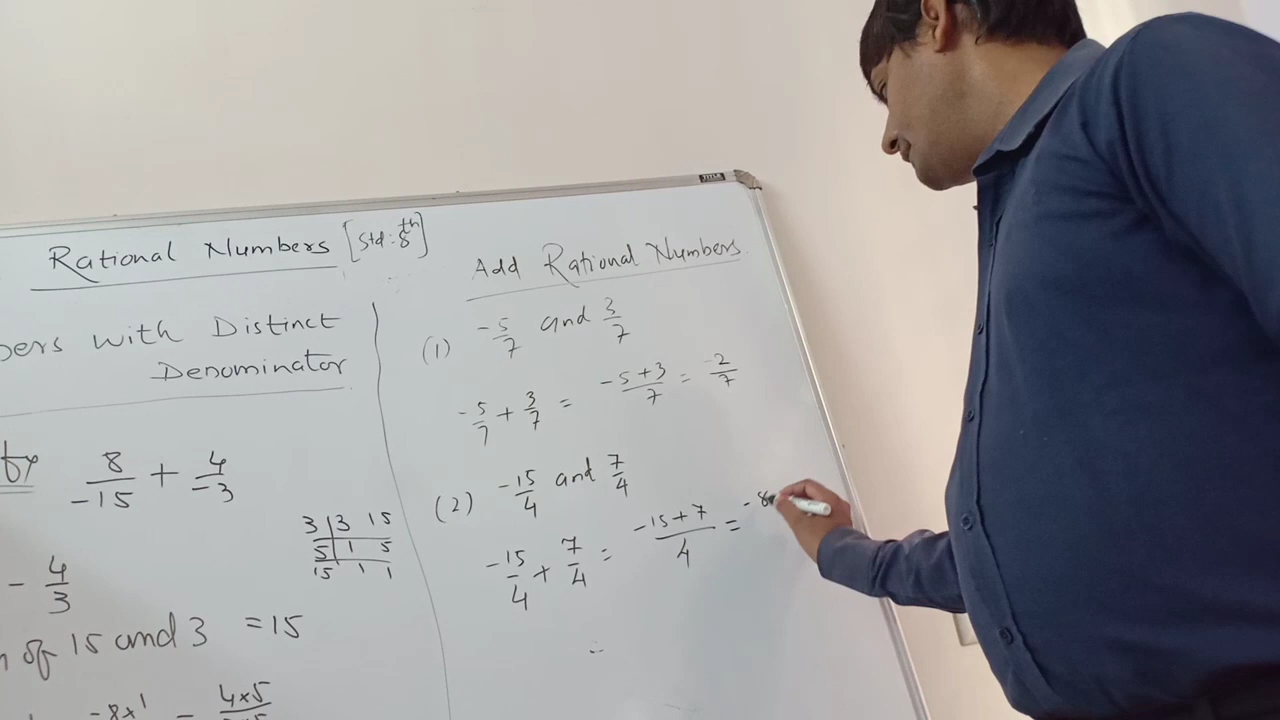 Rational Numbers [Std: 8th]
with Distinct
Denominator
8/-15 + 4/-3
3 | 3 15
5 | 1 5
15 1 1
- 4/3
of 15 and 3 = 15
-8x1 - 4x5
Add Rational Numbers
(1) -5/7 and 3/7
-5/7 + 3/7 = -5+3/7 = -2/7
(2) -15/4 and 7/4
-15/4 + 7/4 = -15+7/4 = -8